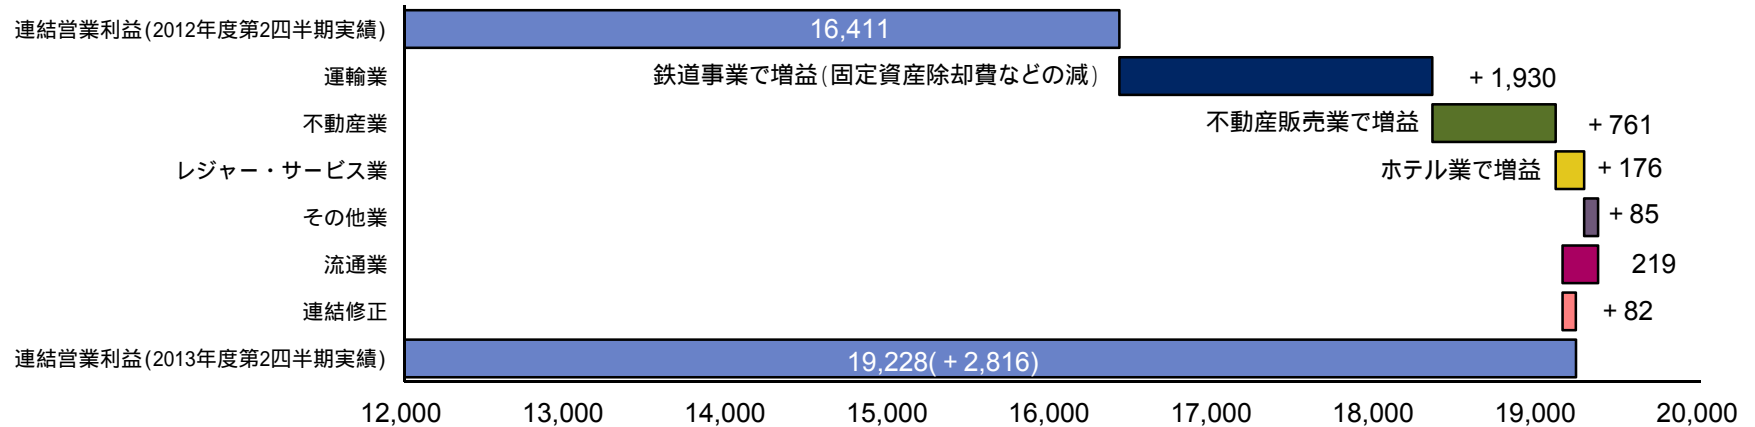 連結営業利益(2012年度第2四半期実績) 16,411
運輸業 鉄道事業で増益(固定資産除却費などの減) +1,930
不動産業 不動産販売業で増益 +761
レジャー・サービス業 ホテル業で増益 +176
その他業 +85
流通業 219
連結修正 +82
連結営業利益(2013年度第2四半期実績) 19,228(+2,816)
12,000 13,000 14,000 15,000 16,000 17,000 18,000 19,000 20,000